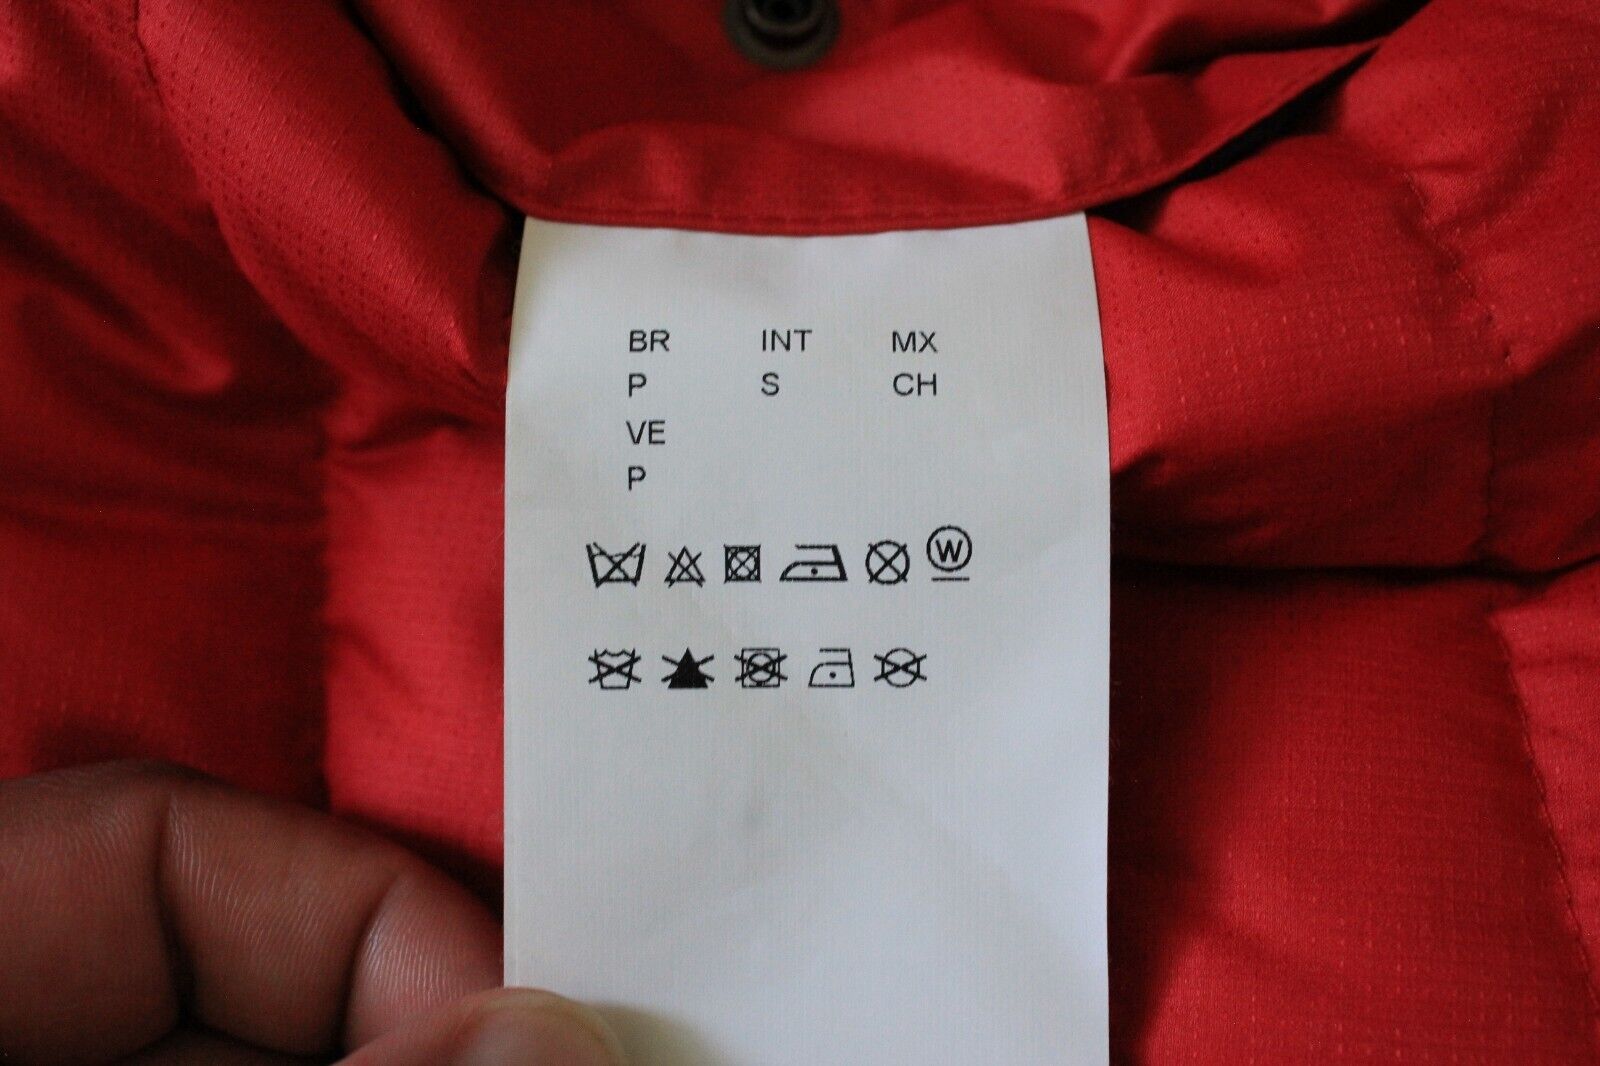 BR INT MX
P S CH
VE
P
W